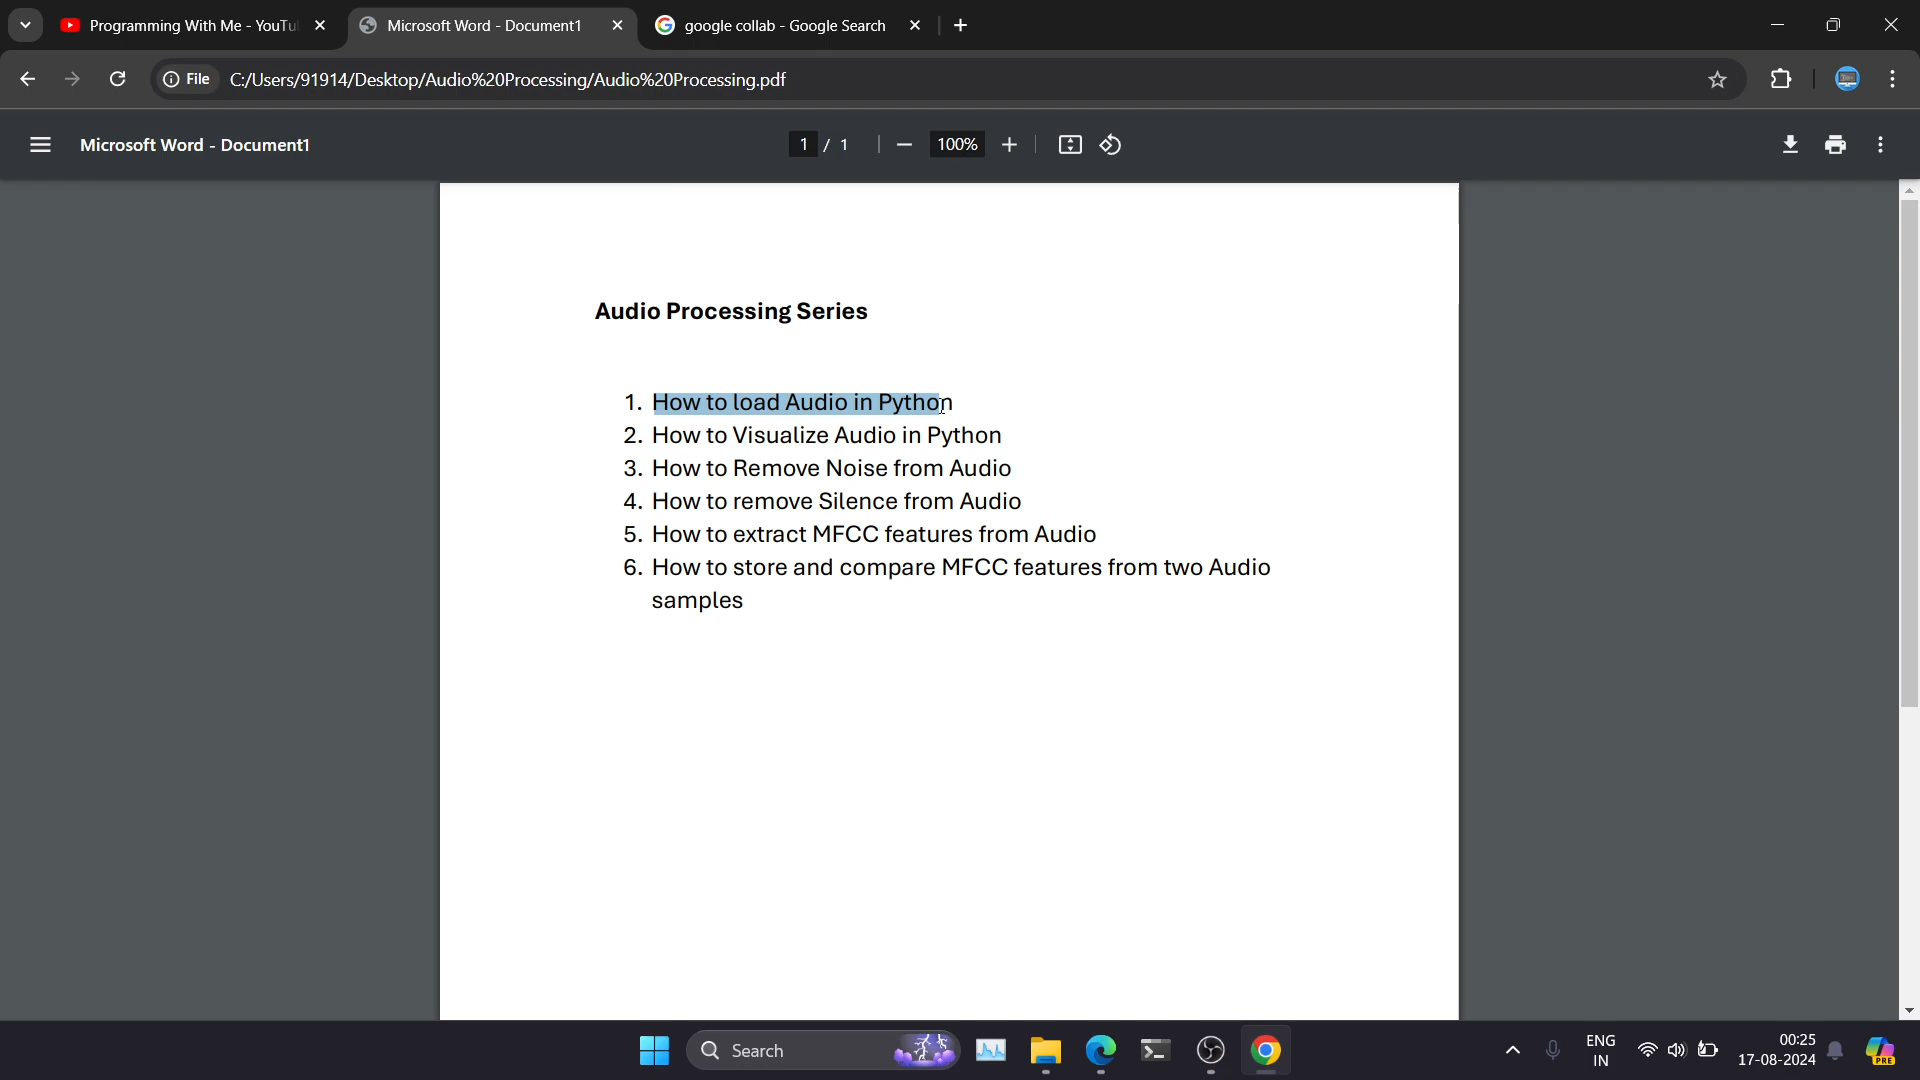 Programming With Me - YouTu
Microsoft Word - Document1
google collab - Google Search
File
C:/Users/91914/Desktop/Audio%20Processing/Audio%20Processing.pdf
Microsoft Word - Document1
1 / 1
100%
Audio Processing Series
1. How to load Audio in Python
2. How to Visualize Audio in Python
3. How to Remove Noise from Audio
4. How to remove Silence from Audio
5. How to extract MFCC features from Audio
6. How to store and compare MFCC features from two Audio
samples
Search
ENG
IN
00:25
17-08-2024
PRE